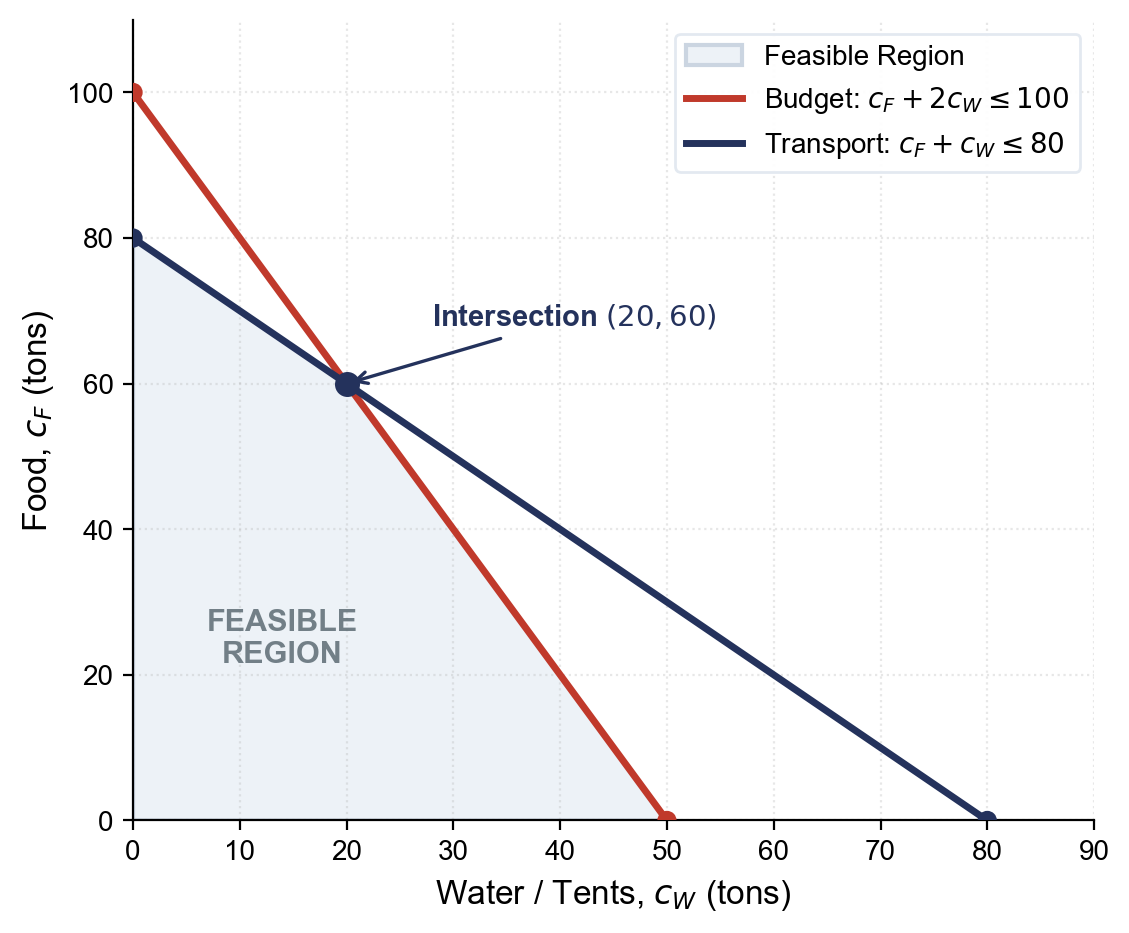 Feasible Region
Budget: c_F + 2c_W ≤ 100
Transport: c_F + c_W ≤ 80
100
80
60
40
20
0
Food, c_F (tons)
Intersection (20, 60)
FEASIBLE
REGION
0 10 20 30 40 50 60 70 80 90
Water / Tents, c_W (tons)